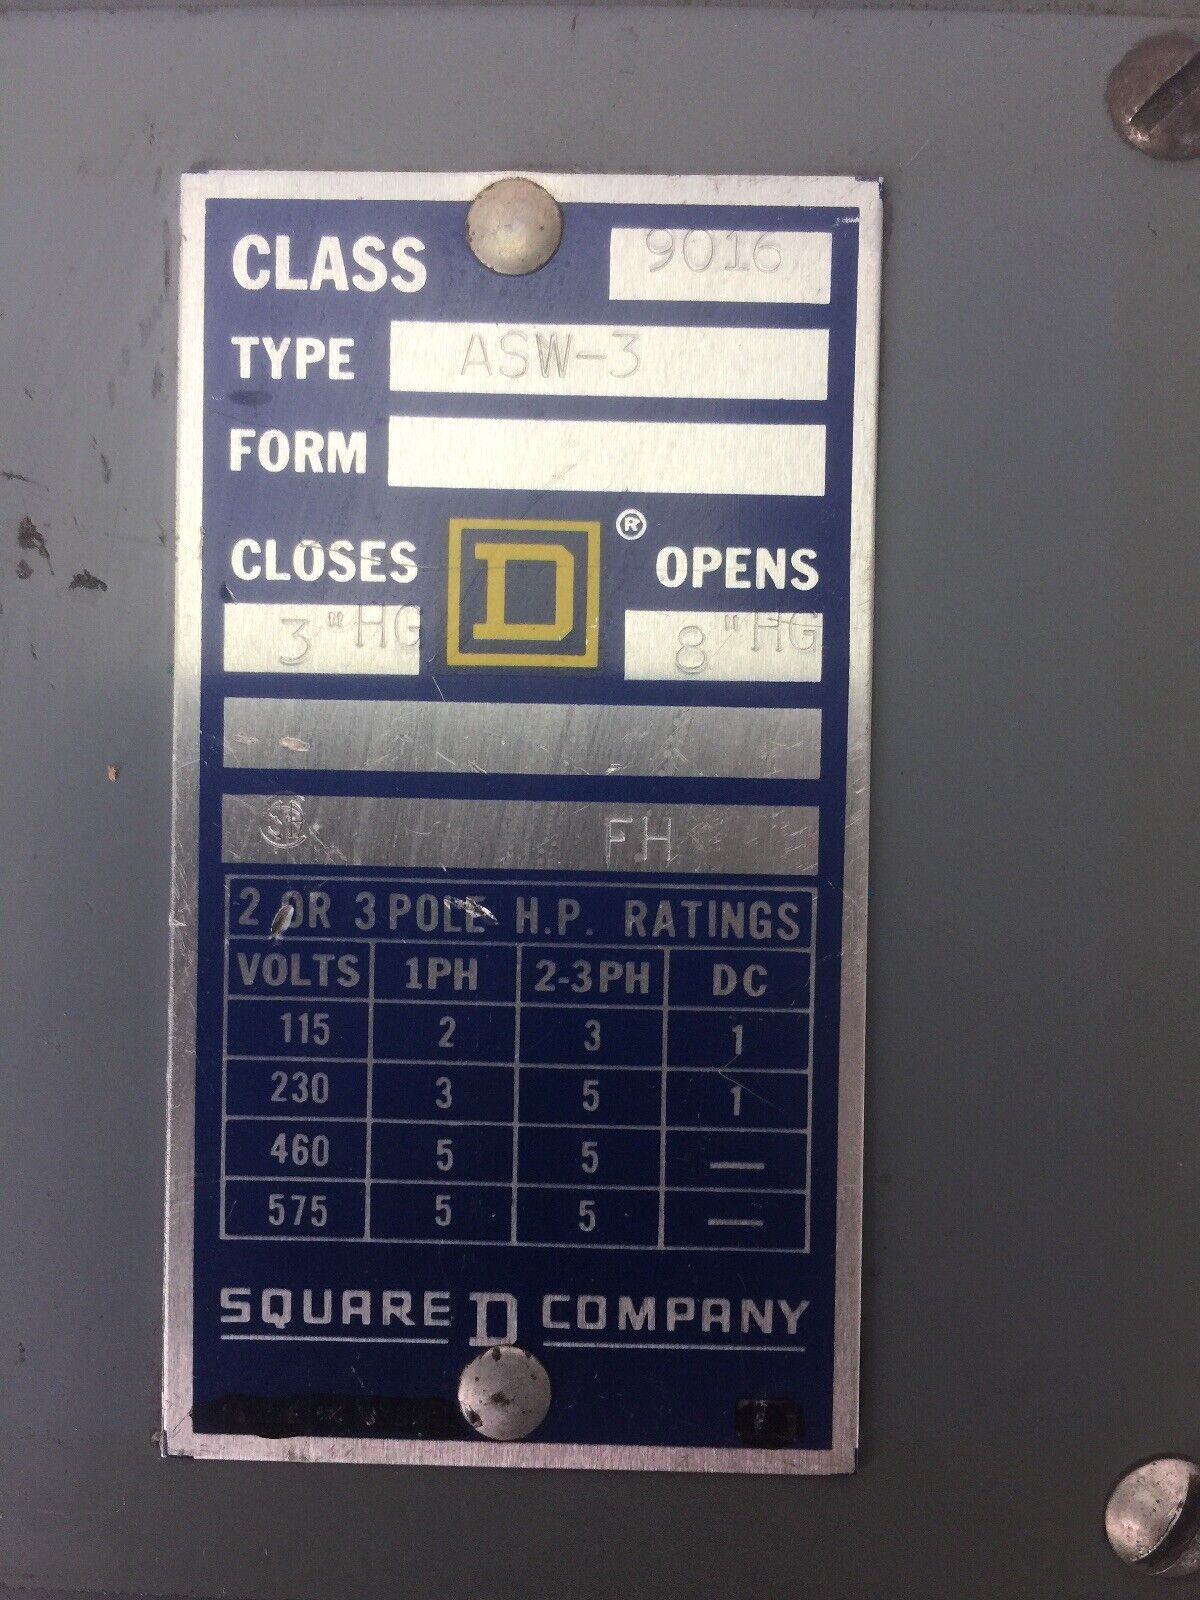 CLASS 9016
TYPE ASW-3
FORM
CLOSES D ® OPENS
3"HG 8"HG
SA FH
2 OR 3 POLE H.P. RATINGS
VOLTS 1PH 2-3PH DC
115 2 3 1
230 3 5 1
460 5 5 —
575 5 5 —
SQUARE D COMPANY